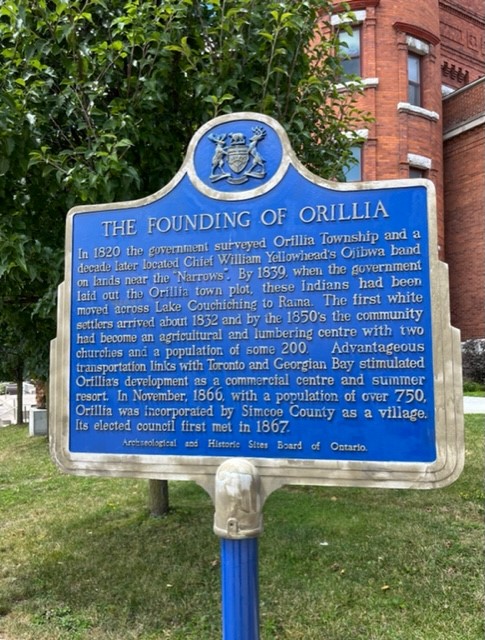 THE FOUNDING OF ORILLIA
In 1820 the government surveyed Orillia Township and a
decade later located Chief William Yellowhead's Ojibwa band
on lands near the "Narrows". By 1839, when the government
laid out the Orillia town plot, these Indians had been
moved across Lake Couchiching to Rama. The first white
settlers arrived about 1832 and by the 1850's the community
had become an agricultural and lumbering centre with two
churches and a population of some 200. Advantageous
transportation links with Toronto and Georgian Bay stimulated
Orillia's development as a commercial centre and summer
resort. In November, 1866, with a population of over 750,
Orillia was incorporated by Simcoe County as a village.
Its elected council first met in 1867.
Archaeological and Historic Sites Board of Ontario.